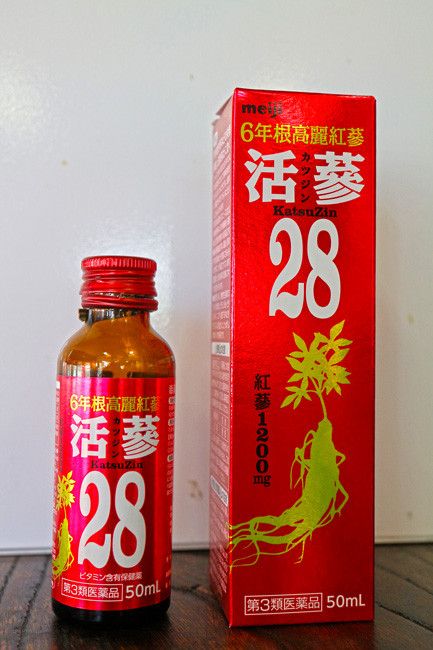 meiji
6年根高麗紅蔘
活蔘
カツジン
KatsuZin
28
紅蔘1200mg
第3類医薬品 50mL
6年根高麗紅蔘
活蔘
カツジン
KatsuZin
28
ビタミン含有保健薬
第3類医薬品 50mL